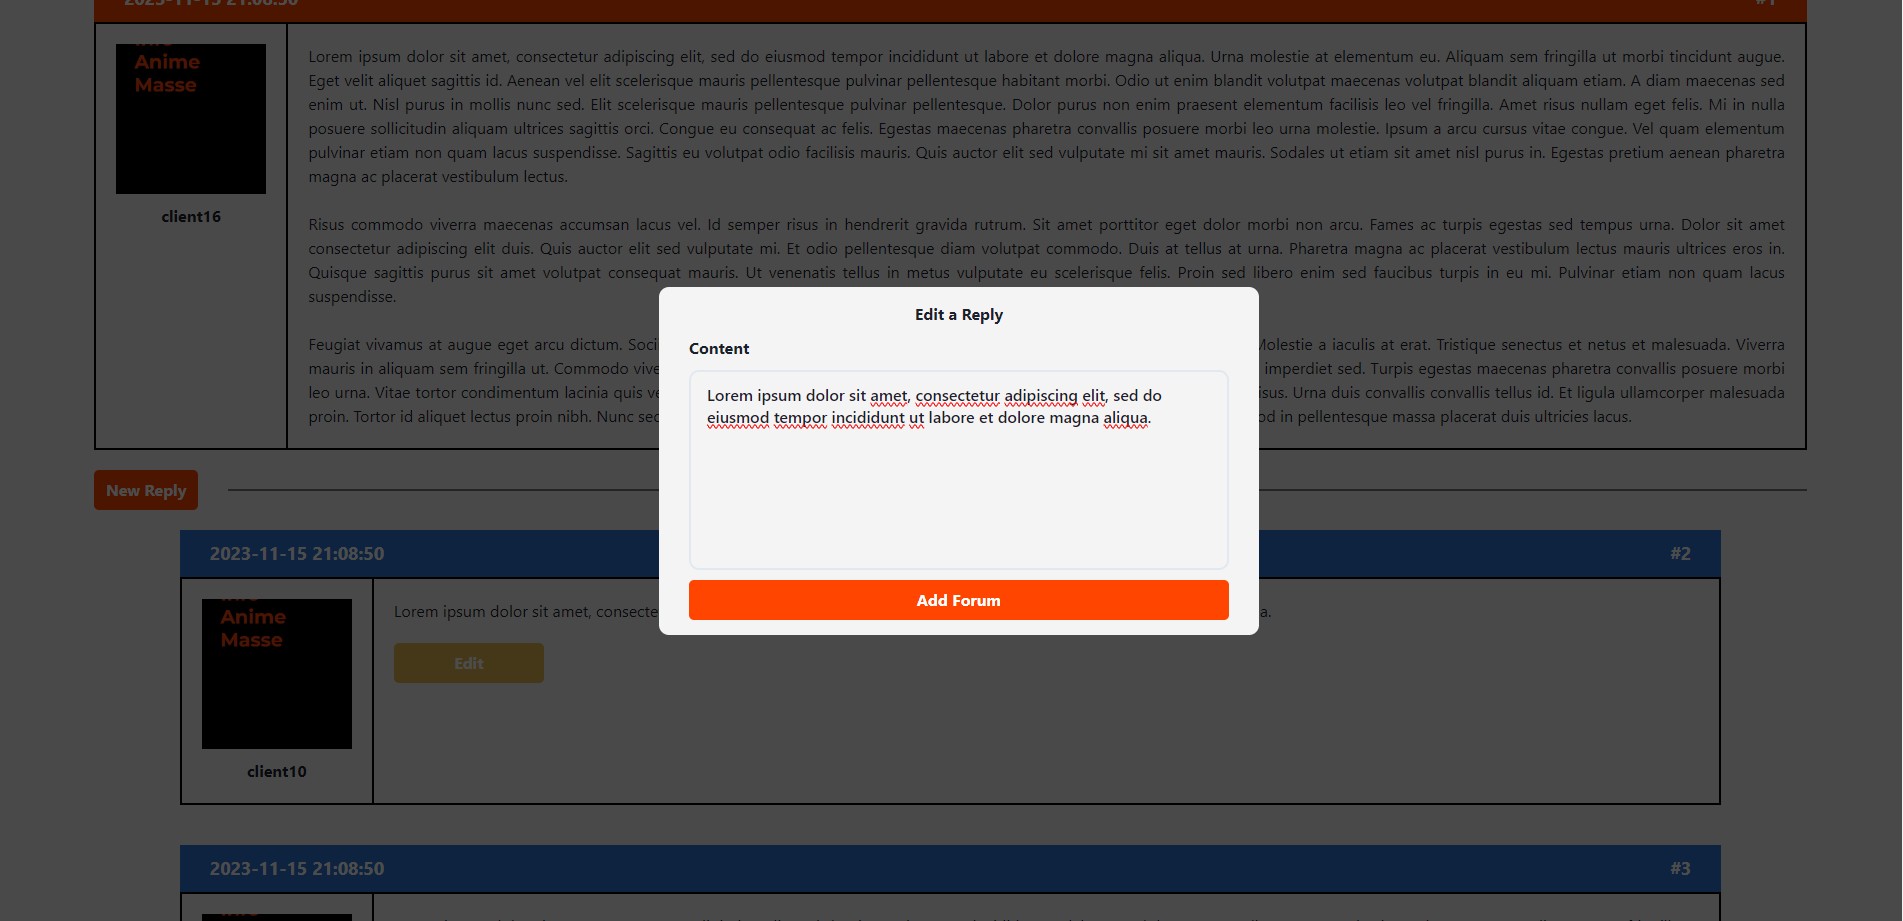 2023-11-15 21:08:50 #1
Anime
Masse
client16
Lorem ipsum dolor sit amet, consectetur adipiscing elit, sed do eiusmod tempor incididunt ut labore et dolore magna aliqua. Urna molestie at elementum eu. Aliquam sem fringilla ut morbi tincidunt augue.
Eget velit aliquet sagittis id. Aenean vel elit scelerisque mauris pellentesque pulvinar pellentesque habitant morbi. Odio ut enim blandit volutpat maecenas volutpat blandit aliquam etiam. A diam maecenas sed
enim ut. Nisl purus in mollis nunc sed. Elit scelerisque mauris pellentesque pulvinar pellentesque. Dolor purus non enim praesent elementum facilisis leo vel fringilla. Amet risus nullam eget felis. Mi in nulla
posuere sollicitudin aliquam ultrices sagittis orci. Congue eu consequat ac felis. Egestas maecenas pharetra convallis posuere morbi leo urna molestie. Ipsum a arcu cursus vitae congue. Vel quam elementum
pulvinar etiam non quam lacus suspendisse. Sagittis eu volutpat odio facilisis mauris. Quis auctor elit sed vulputate mi sit amet mauris. Sodales ut etiam sit amet nisl purus in. Egestas pretium aenean pharetra
magna ac placerat vestibulum lectus.
Risus commodo viverra maecenas accumsan lacus vel. Id semper risus in hendrerit gravida rutrum. Sit amet porttitor eget dolor morbi non arcu. Fames ac turpis egestas sed tempus urna. Dolor sit amet
consectetur adipiscing elit duis. Quis auctor elit sed vulputate mi. Et odio pellentesque diam volutpat commodo. Duis at tellus at urna. Pharetra magna ac placerat vestibulum lectus mauris ultrices eros in.
Quisque sagittis purus sit amet volutpat consequat mauris. Ut venenatis tellus in metus vulputate eu scelerisque felis. Proin sed libero enim sed faucibus turpis in eu mi. Pulvinar etiam non quam lacus
suspendisse.
Feugiat vivamus at augue eget arcu dictum. Molestie a iaculis at erat. Tristique senectus et netus et malesuada. Viverra
mauris in aliquam sem fringilla ut. Commodo imperdiet sed. Turpis egestas maecenas pharetra convallis posuere morbi
leo urna. Vitae tortor condimentum lacinia quis Urna duis convallis convallis tellus id. Et ligula ullamcorper malesuada
proin. Tortor id aliquet lectus proin nibh. Nunc in pellentesque massa placerat duis ultricies lacus.
Edit a Reply
Content
Lorem ipsum dolor sit amet, consectetur adipiscing elit, sed do
eiusmod tempor incididunt ut labore et dolore magna aliqua.
Add Forum
New Reply
2023-11-15 21:08:50 #2
Anime
Masse
client10
Lorem ipsum dolor sit amet,
Edit
2023-11-15 21:08:50 #3